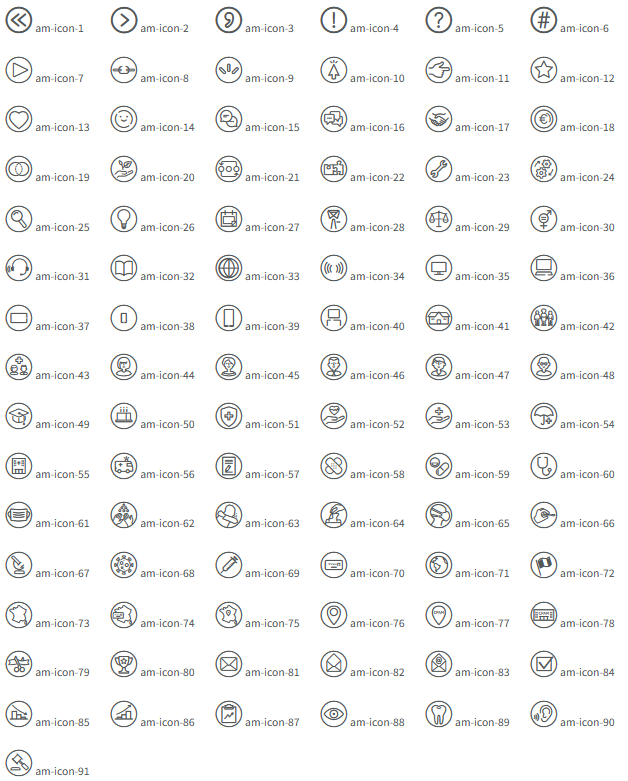 am-icon-1 am-icon-2 am-icon-3 am-icon-4 am-icon-5 am-icon-6
am-icon-7 am-icon-8 am-icon-9 am-icon-10 am-icon-11 am-icon-12
am-icon-13 am-icon-14 am-icon-15 am-icon-16 am-icon-17 am-icon-18
am-icon-19 am-icon-20 am-icon-21 am-icon-22 am-icon-23 am-icon-24
am-icon-25 am-icon-26 am-icon-27 am-icon-28 am-icon-29 am-icon-30
am-icon-31 am-icon-32 am-icon-33 am-icon-34 am-icon-35 am-icon-36
am-icon-37 am-icon-38 am-icon-39 am-icon-40 am-icon-41 am-icon-42
am-icon-43 am-icon-44 am-icon-45 am-icon-46 am-icon-47 am-icon-48
am-icon-49 am-icon-50 am-icon-51 am-icon-52 am-icon-53 am-icon-54
am-icon-55 am-icon-56 am-icon-57 am-icon-58 am-icon-59 am-icon-60
am-icon-61 am-icon-62 am-icon-63 am-icon-64 am-icon-65 am-icon-66
am-icon-67 am-icon-68 am-icon-69 am-icon-70 am-icon-71 am-icon-72
am-icon-73 am-icon-74 am-icon-75 am-icon-76 am-icon-77 am-icon-78
am-icon-79 am-icon-80 am-icon-81 am-icon-82 am-icon-83 am-icon-84
am-icon-85 am-icon-86 am-icon-87 am-icon-88 am-icon-89 am-icon-90
am-icon-91